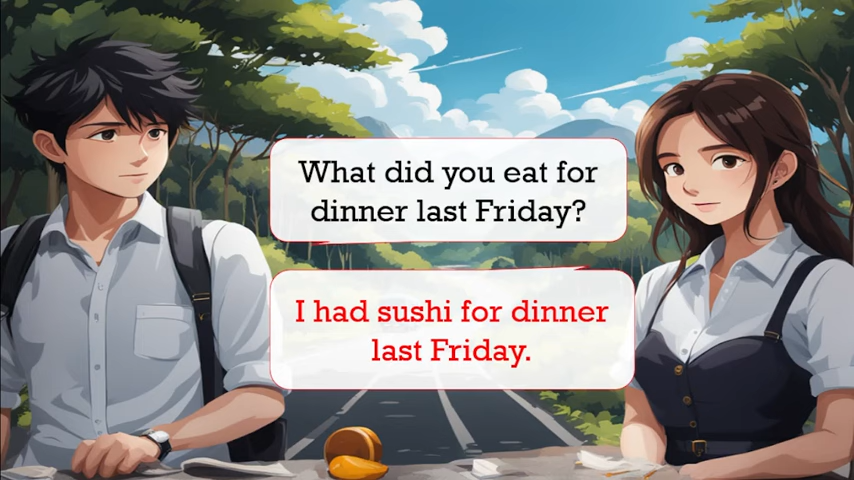 What did you eat for
dinner last Friday?
I had sushi for dinner
last Friday.